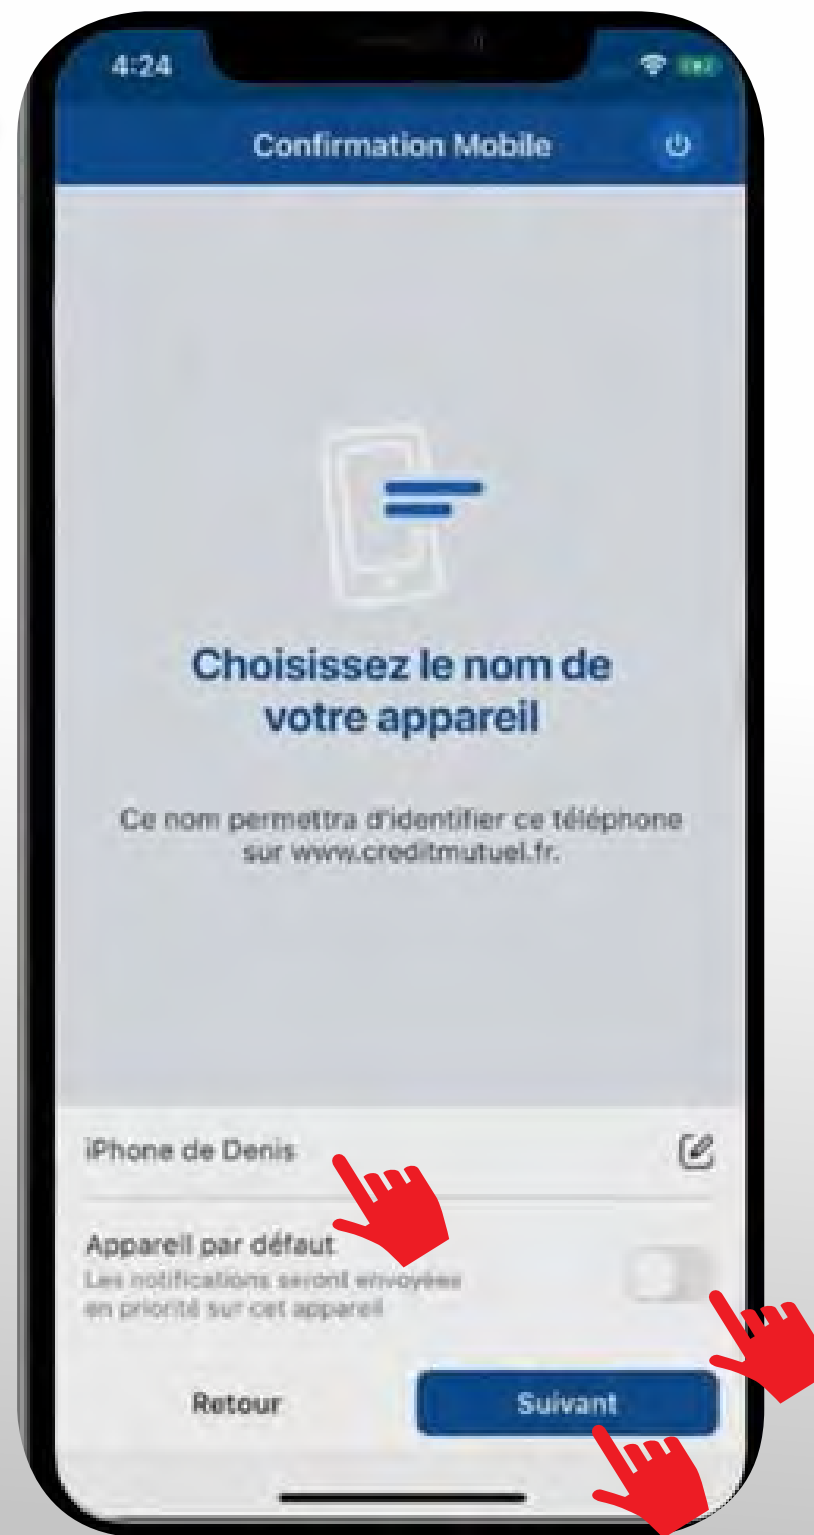 4:24
Confirmation Mobile
Choisissez le nom de
votre appareil
Ce nom permettra d'identifier ce téléphone
sur www.creditmutuel.fr.
iPhone de Denis
Appareil par défaut
Les notifications seront envoyées
en priorité sur cet appareil
Retour
Suivant